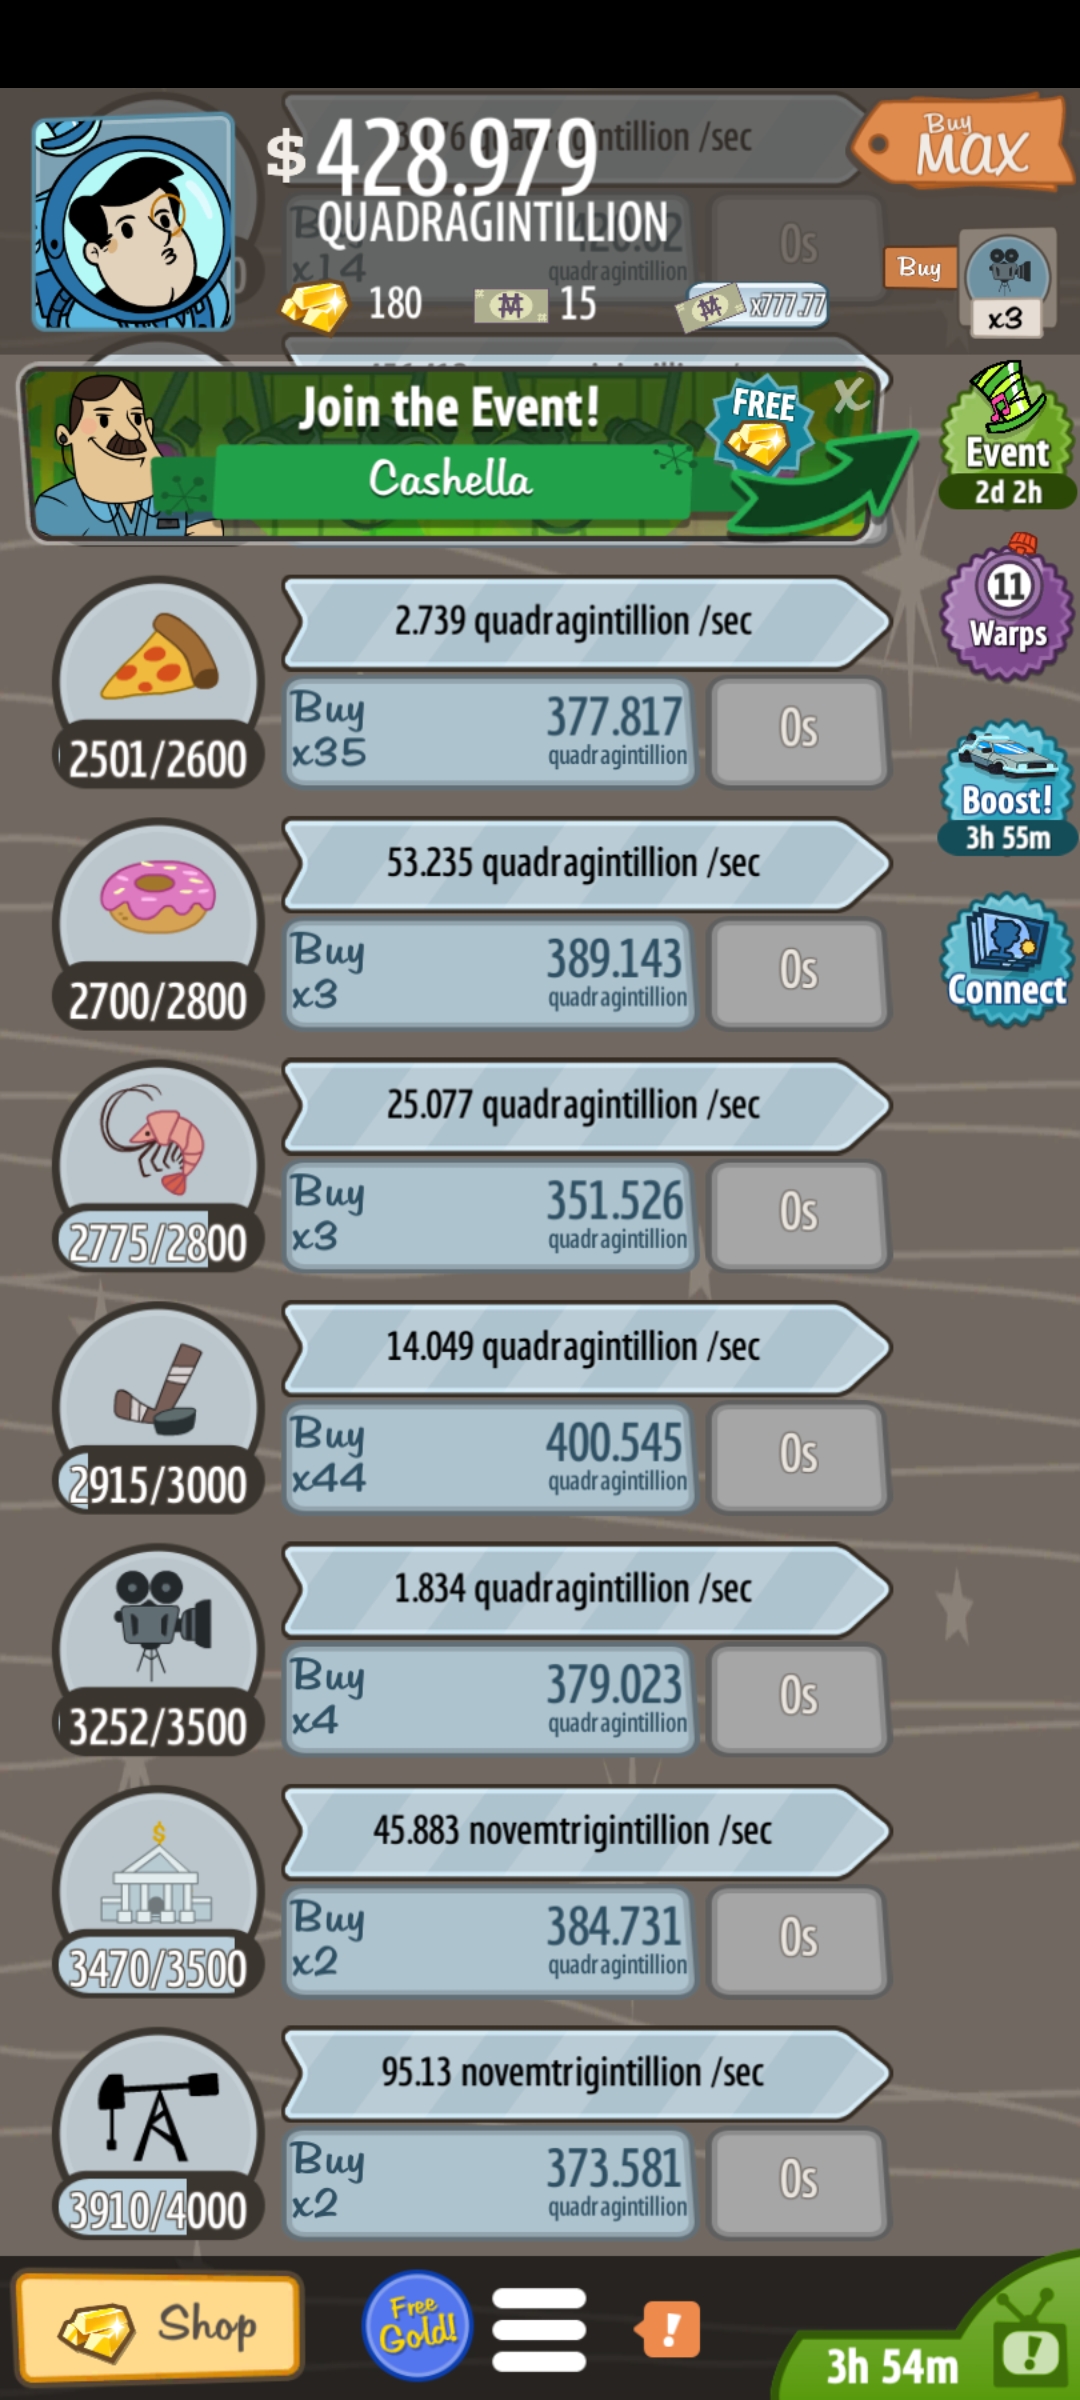 $428.979
QUADRAGINTILLION
180
15
x777.77
Buy
MAX
Buy
x3
quadragintillion /sec
x14
quadragintillion
0s
Join the Event!
Cashella
FREE
X
Event
2d 2h
11
Warps
Boost!
3h 55m
Connect
2.739 quadragintillion /sec
2501/2600
Buy
x35
377.817
quadragintillion
0s
53.235 quadragintillion /sec
2700/2800
Buy
x3
389.143
quadragintillion
0s
25.077 quadragintillion /sec
2775/2800
Buy
x3
351.526
quadragintillion
0s
14.049 quadragintillion /sec
2915/3000
Buy
x44
400.545
quadragintillion
0s
1.834 quadragintillion /sec
3252/3500
Buy
x4
379.023
quadragintillion
0s
45.883 novemtrigintillion /sec
3470/3500
Buy
x2
384.731
quadragintillion
0s
95.13 novemtrigintillion /sec
3910/4000
Buy
x2
373.581
quadragintillion
0s
Shop
Free
Gold!
!
3h 54m
!